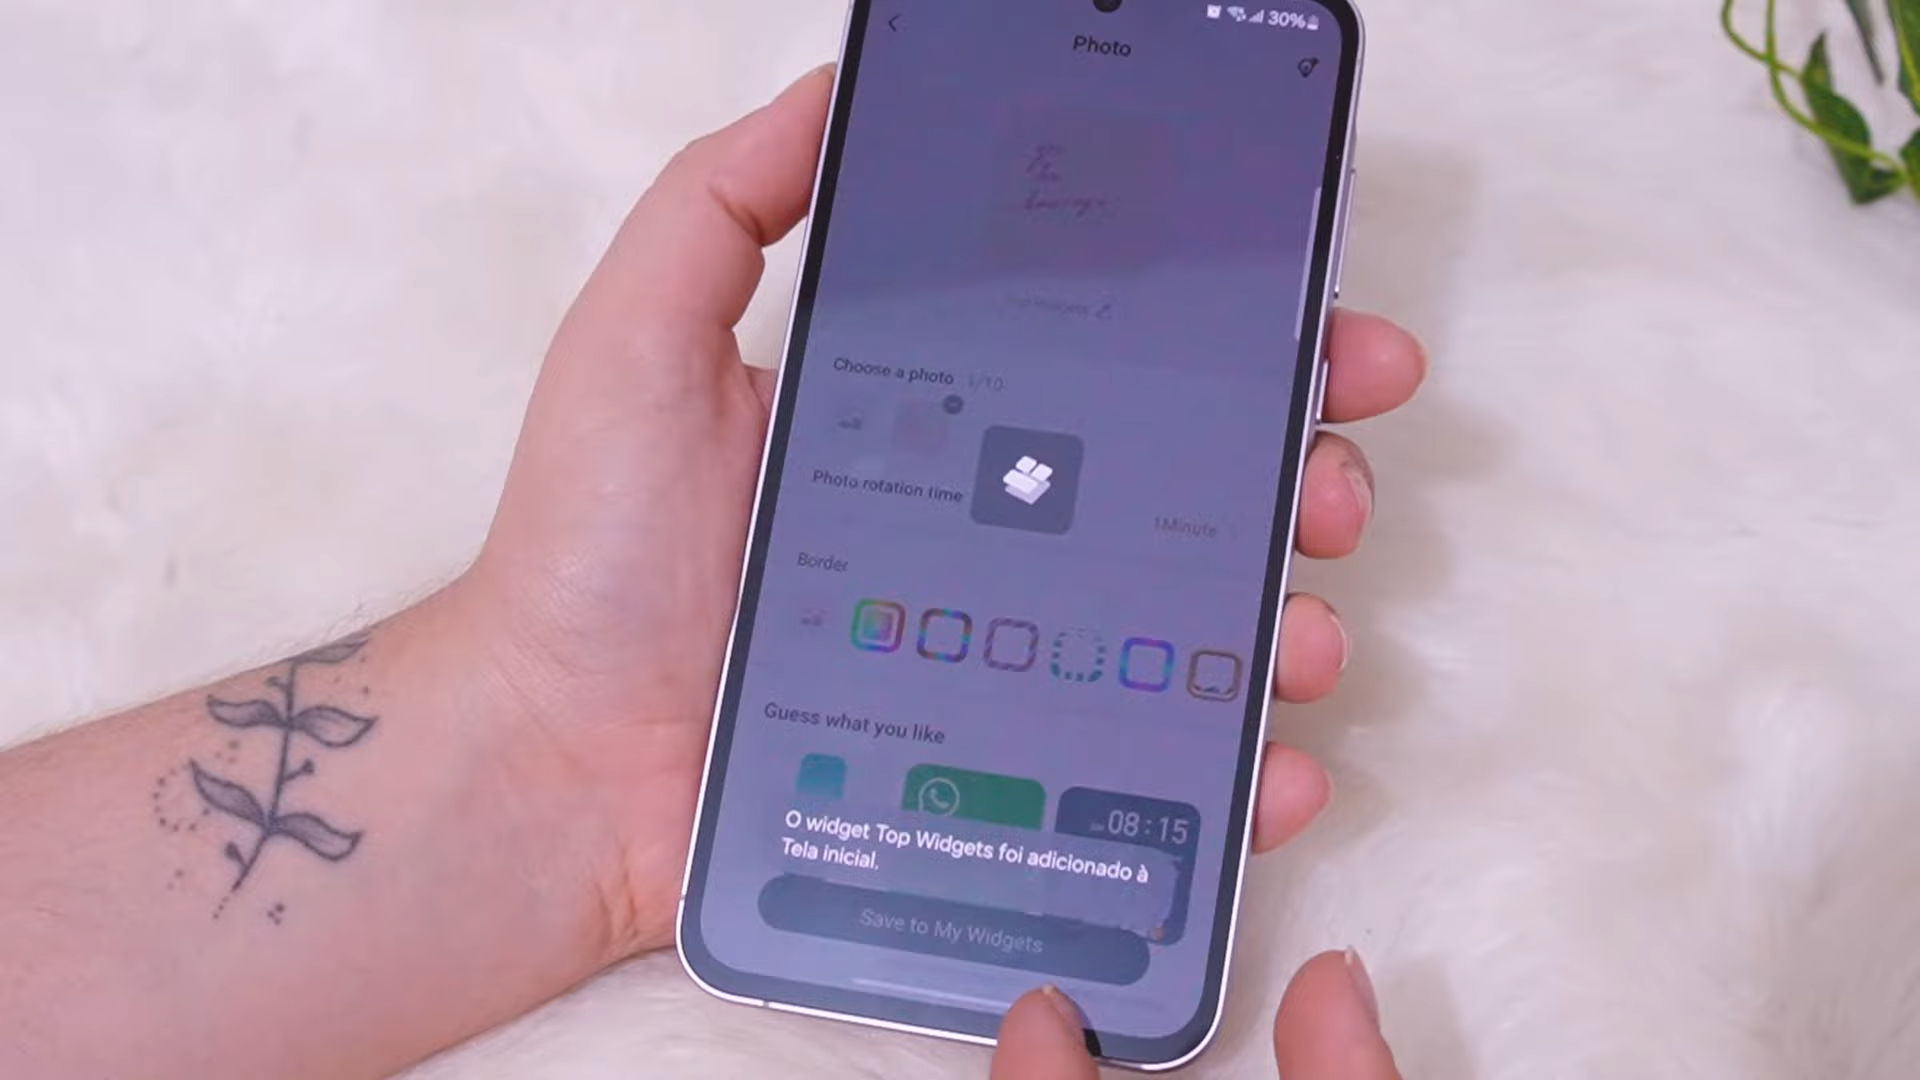 30%
Photo
Choose a photo 1/10
Photo rotation time
1Minute
Border
Guess what you like
08:15
O widget Top Widgets foi adicionado à
Tela inicial.
Save to My Widgets